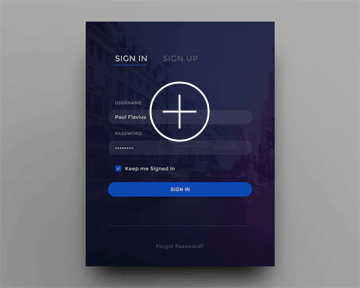 SIGN IN SIGN UP
USERNAME
Paul Flavius
PASSWORD
••••••••
Keep me Signed in
SIGN IN
Forgot Password?